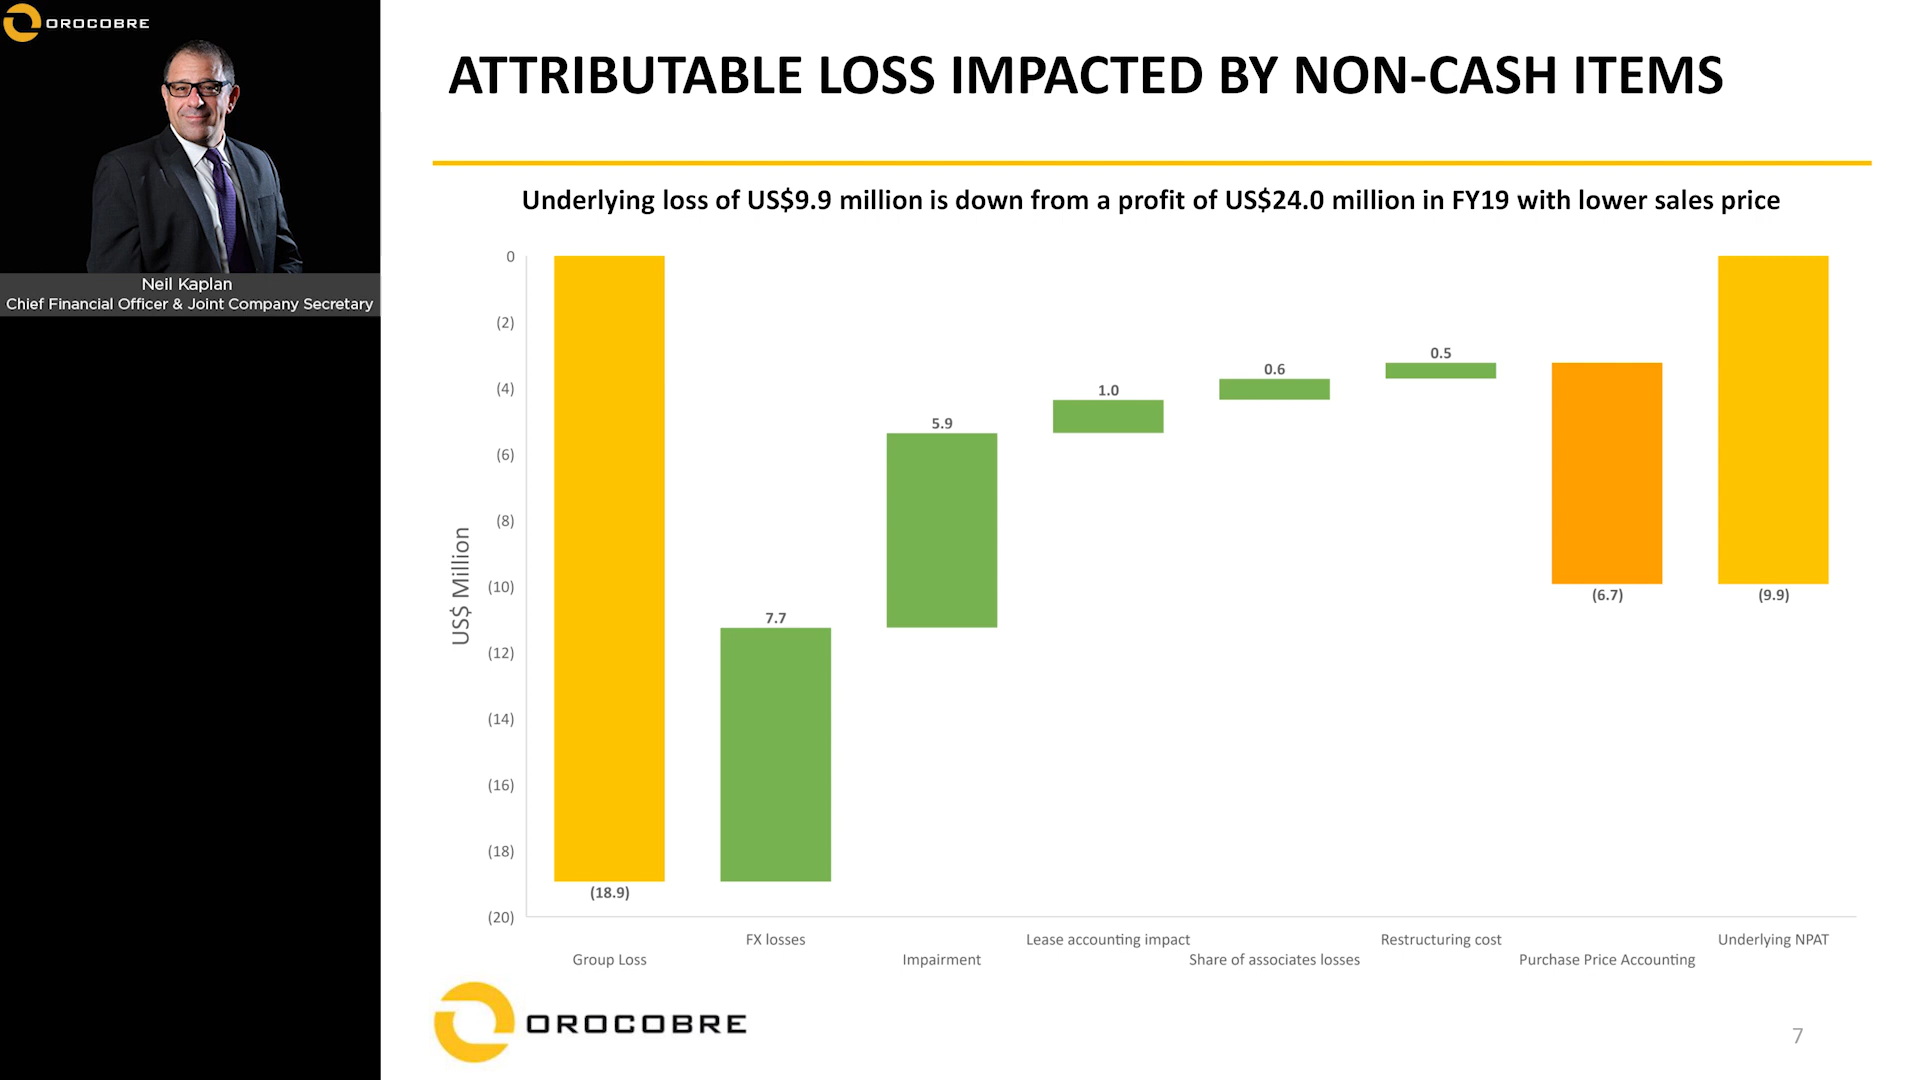 OROCOBRE
Neil Kaplan
Chief Financial Officer & Joint Company Secretary
ATTRIBUTABLE LOSS IMPACTED BY NON-CASH ITEMS
Underlying loss of US$9.9 million is down from a profit of US$24.0 million in FY19 with lower sales price
US$ Million
0
(2)
(4)
(6)
(8)
(10)
(12)
(14)
(16)
(18)
(20)
(18.9)
7.7
5.9
1.0
0.6
0.5
(6.7)
(9.9)
Group Loss
FX losses
Impairment
Lease accounting impact
Share of associates losses
Restructuring cost
Purchase Price Accounting
Underlying NPAT
OROCOBRE
7